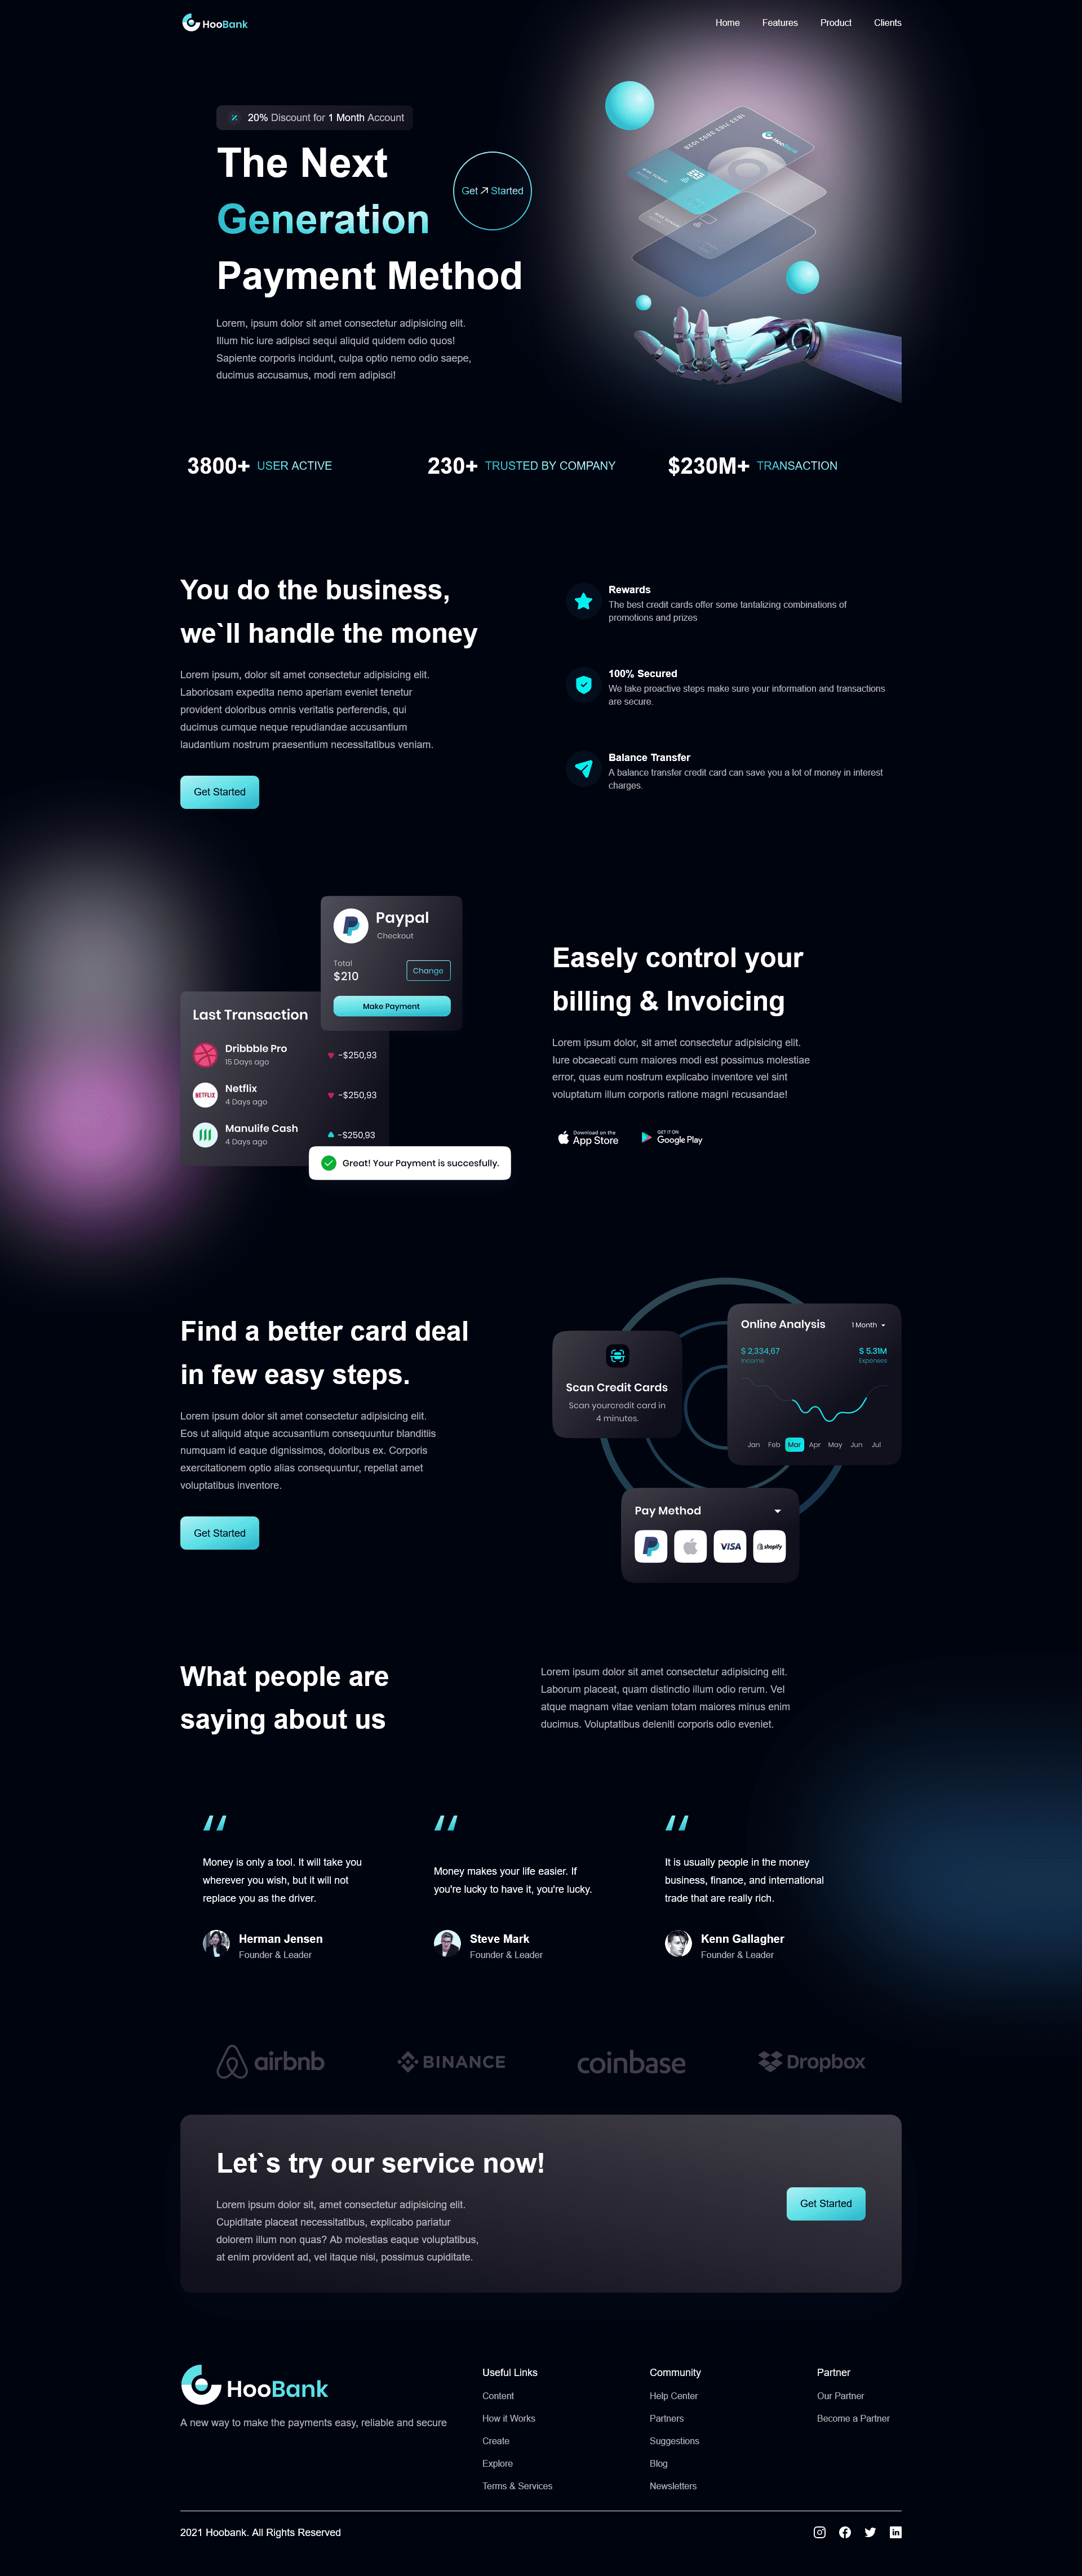 HooBank
Home Features Product Clients
20% Discount for 1 Month Account
The Next
Generation
Payment Method
Get Started
Lorem, ipsum dolor sit amet consectetur adipisicing elit.
Illum hic iure adipisci sequi aliquid quidem odio quos!
Sapiente corporis incidunt, culpa optio nemo odio saepe,
ducimus accusamus, modi rem adipisci!
HooBank
3800+ USER ACTIVE
230+ TRUSTED BY COMPANY
$230M+ TRANSACTION
You do the business,
we`ll handle the money
Lorem ipsum, dolor sit amet consectetur adipisicing elit.
Laboriosam expedita nemo aperiam eveniet tenetur
provident doloribus omnis veritatis perferendis, qui
ducimus cumque neque repudiandae accusantium
laudantium nostrum praesentium necessitatibus veniam.
Get Started
Rewards
The best credit cards offer some tantalizing combinations of
promotions and prizes
100% Secured
We take proactive steps make sure your information and transactions
are secure.
Balance Transfer
A balance transfer credit card can save you a lot of money in interest
charges.
Paypal
Checkout
Total
$210
Change
Make Payment
Last Transaction
Dribbble Pro
15 Days ago
-$250,93
NETFLIX
Netflix
4 Days ago
-$250,93
Manulife Cash
4 Days ago
-$250,93
Great! Your Payment is succesfully.
Easely control your
billing & Invoicing
Lorem ipsum dolor, sit amet consectetur adipisicing elit.
Iure obcaecati cum maiores modi est possimus molestiae
error, quas eum nostrum explicabo inventore vel sint
voluptatum illum corporis ratione magni recusandae!
Download on the
App Store
GET IT ON
Google Play
Find a better card deal
in few easy steps.
Lorem ipsum dolor sit amet consectetur adipisicing elit.
Eos ut aliquid atque accusantium consequuntur blanditiis
numquam id eaque dignissimos, doloribus ex. Corporis
exercitationem optio alias consequuntur, repellat amet
voluptatibus inventore.
Get Started
Scan Credit Cards
Scan yourcredit card in
4 minutes.
Online Analysis
1 Month
$ 2,334,67
Income
$ 5.31M
Expenses
Jan Feb Mar Apr May Jun Jul
Pay Method
VISA
shopify
What people are
saying about us
Lorem ipsum dolor sit amet consectetur adipisicing elit.
Laborum placeat, quam distinctio illum odio rerum. Vel
atque magnam vitae veniam totam maiores minus enim
ducimus. Voluptatibus deleniti corporis odio eveniet.
Money is only a tool. It will take you
wherever you wish, but it will not
replace you as the driver.
Herman Jensen
Founder & Leader
Money makes your life easier. If
you're lucky to have it, you're lucky.
Steve Mark
Founder & Leader
It is usually people in the money
business, finance, and international
trade that are really rich.
Kenn Gallagher
Founder & Leader
airbnb
BINANCE
coinbase
Dropbox
Let`s try our service now!
Lorem ipsum dolor sit, amet consectetur adipisicing elit.
Cupiditate placeat necessitatibus, explicabo pariatur
dolorem illum non quas? Ab molestias eaque voluptatibus,
at enim provident ad, vel itaque nisi, possimus cupiditate.
Get Started
HooBank
A new way to make the payments easy, reliable and secure
Useful Links
Content
How it Works
Create
Explore
Terms & Services
Community
Help Center
Partners
Suggestions
Blog
Newsletters
Partner
Our Partner
Become a Partner
2021 Hoobank. All Rights Reserved